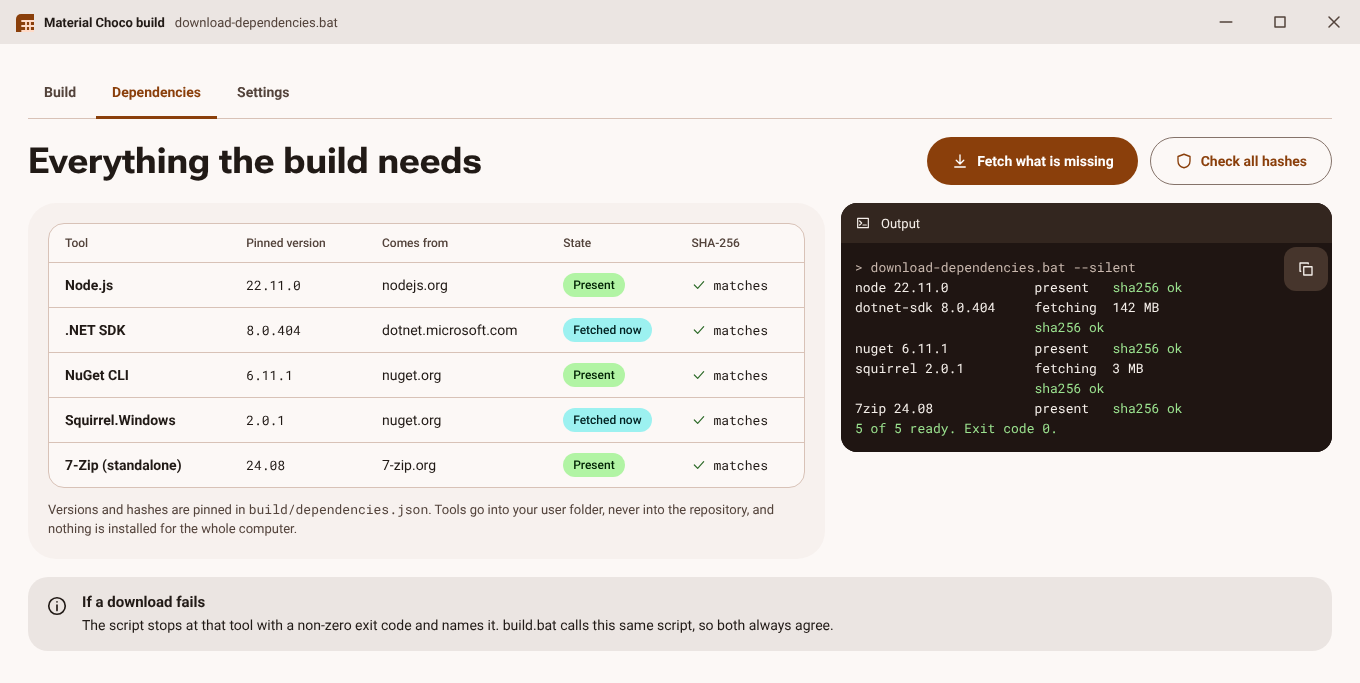 Material Choco build download-dependencies.bat
Build Dependencies Settings
Everything the build needs
Fetch what is missing
Check all hashes
Tool Pinned version Comes from State SHA-256
Node.js 22.11.0 nodejs.org Present matches
.NET SDK 8.0.404 dotnet.microsoft.com Fetched now matches
NuGet CLI 6.11.1 nuget.org Present matches
Squirrel.Windows 2.0.1 nuget.org Fetched now matches
7-Zip (standalone) 24.08 7-zip.org Present matches
Versions and hashes are pinned in build/dependencies.json. Tools go into your user folder, never into the repository, and
nothing is installed for the whole computer.
Output
> download-dependencies.bat --silent
node 22.11.0 present sha256 ok
dotnet-sdk 8.0.404 fetching 142 MB
sha256 ok
nuget 6.11.1 present sha256 ok
squirrel 2.0.1 fetching 3 MB
sha256 ok
7zip 24.08 present sha256 ok
5 of 5 ready. Exit code 0.
If a download fails
The script stops at that tool with a non-zero exit code and names it. build.bat calls this same script, so both always agree.